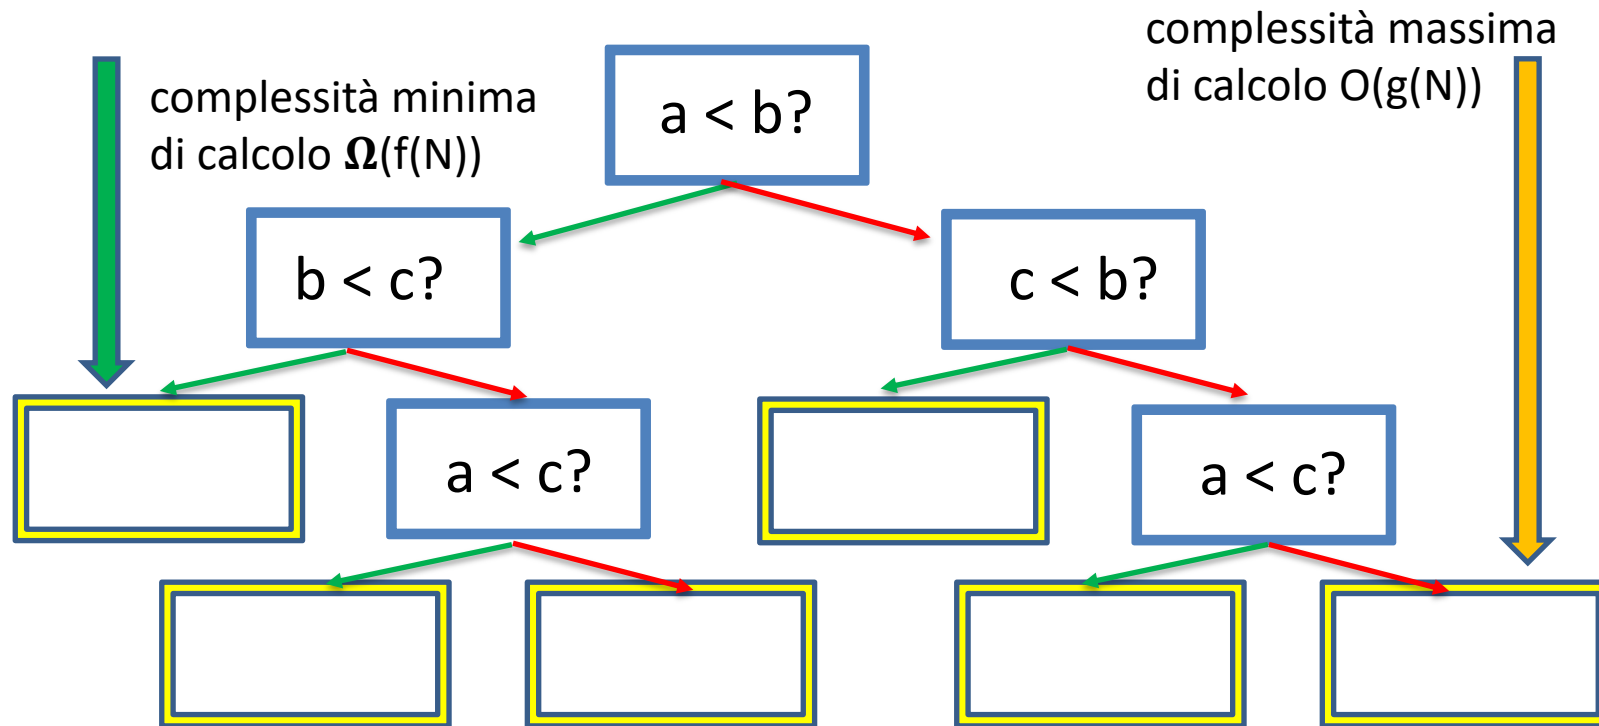 complessità minima
di calcolo Ω(f(N))
complessità massima
di calcolo O(g(N))
a < b?
b < c?
c < b?
a < c?
a < c?